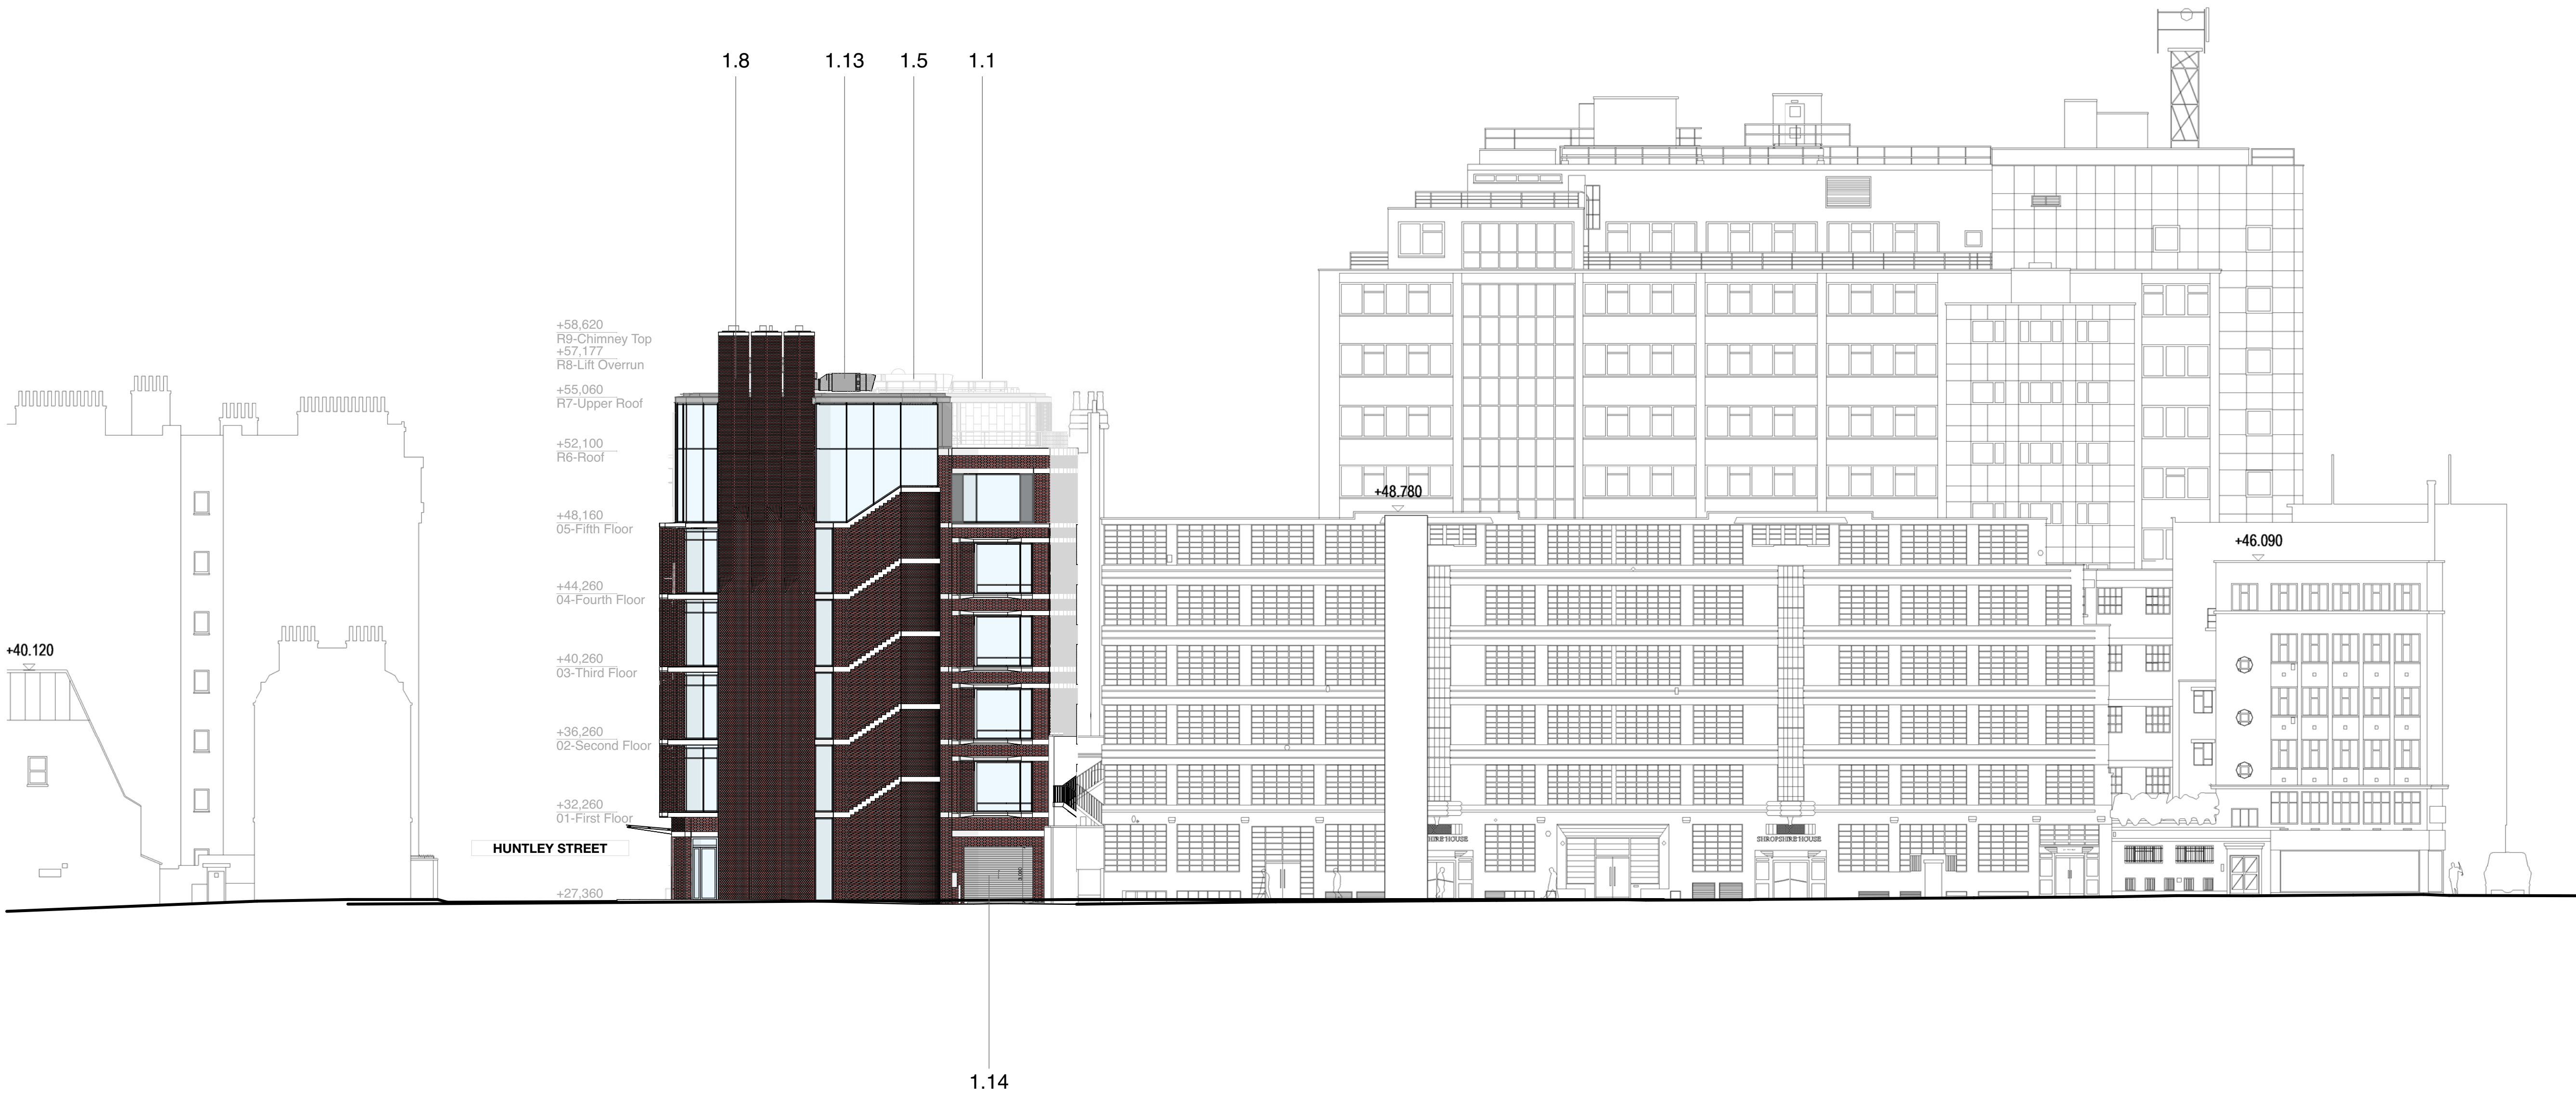 1.8
1.13
1.5
1.1
+58,620
R9-Chimney Top
+57,177
R8-Lift Overrun
+55,060
R7-Upper Roof
+52,100
R6-Roof
+48,160
05-Fifth Floor
+44,260
04-Fourth Floor
+40,260
03-Third Floor
+36,260
02-Second Floor
+32,260
01-First Floor
HUNTLEY STREET
+27,360
+40.120
+48.780
+46.090
SHIRE HOUSE
SHROPSHIRE HOUSE
1.14